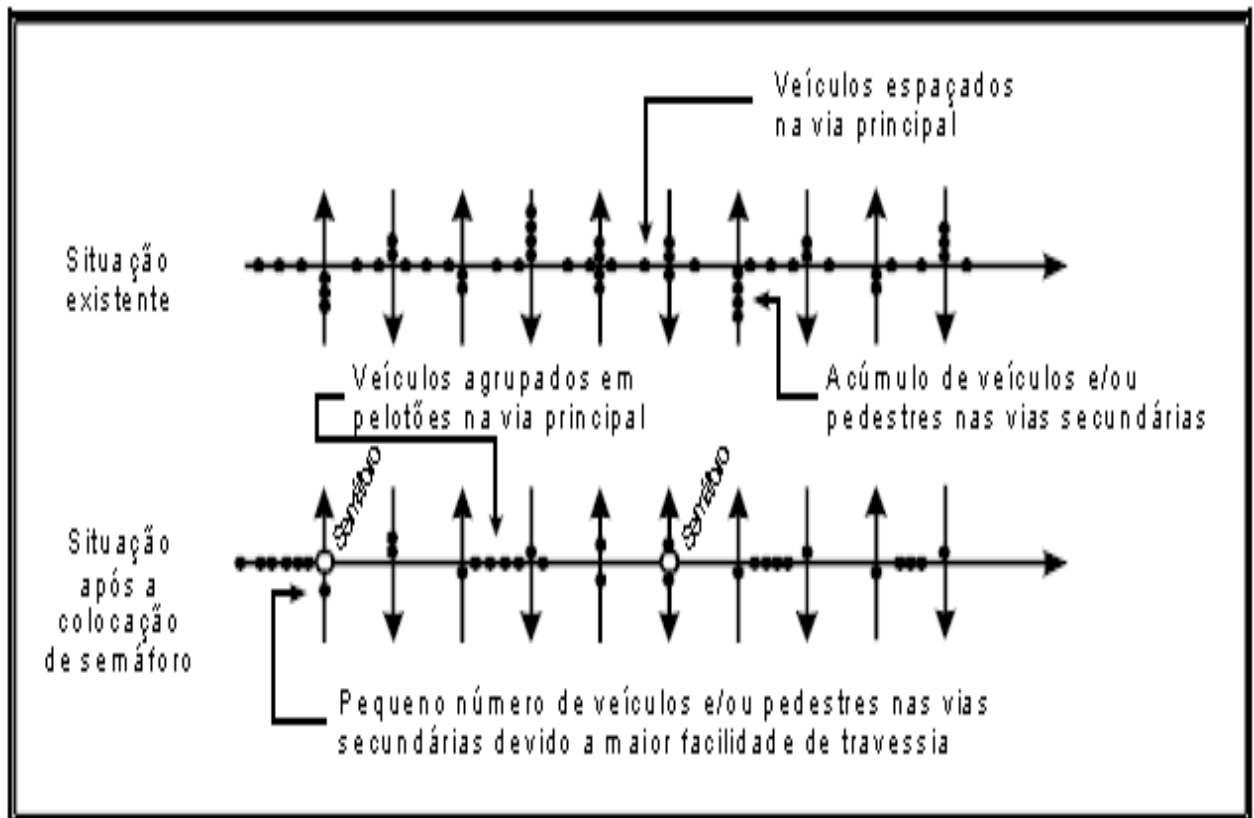 Veículos espaçados
na via principal
Situação
existente
Veículos agrupados em
pelotões na via principal
Acúmulo de veículos e/ou
pedestres nas vias secundárias
Semáforo
Semáforo
Situação
após a
colocação
de semáforo
Pequeno número de veículos e/ou pedestres nas vias
secundárias devido a maior facilidade de travessia